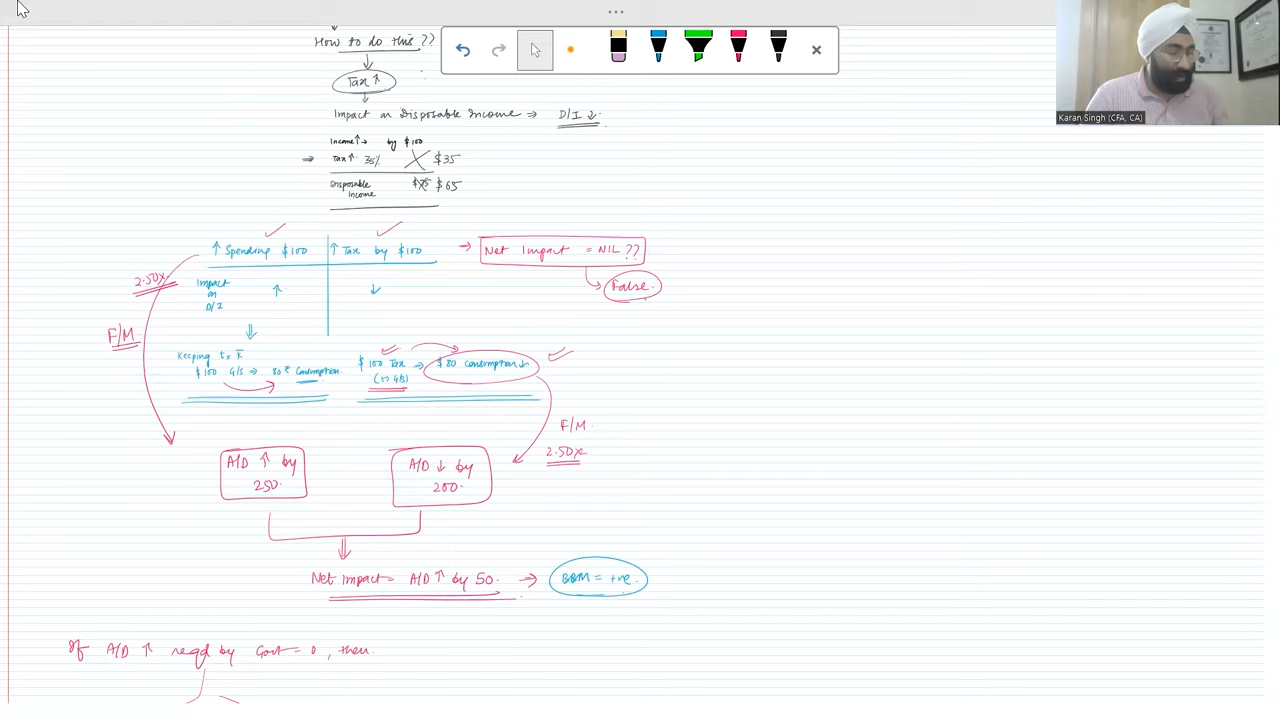 How to do this ??
Tax ↑
Impact on Disposable Income ⇒ D/I ↓
Income ↑→ by $100
⇒ Tax ↑ 35% $35
Disposable Income $65
↑ Spending $100 ↑ Tax by $100 → Net Impact = NIL ??
False.
2.50x
Impact on D/I ↑ ↓
F/M
Keeping t x
$100 G/S → 80 Consumption.
$100 Tax → $80 Consumption ↓
(↔ G/S)
F/M
2.50x
A/D ↑ by 250.
A/D ↓ by 200.
Net impact = A/D ↑ by 50. → BBM = +ve.
If A/D ↑ reqd by Govt = 0, then.
Karan Singh (CFA, CA)